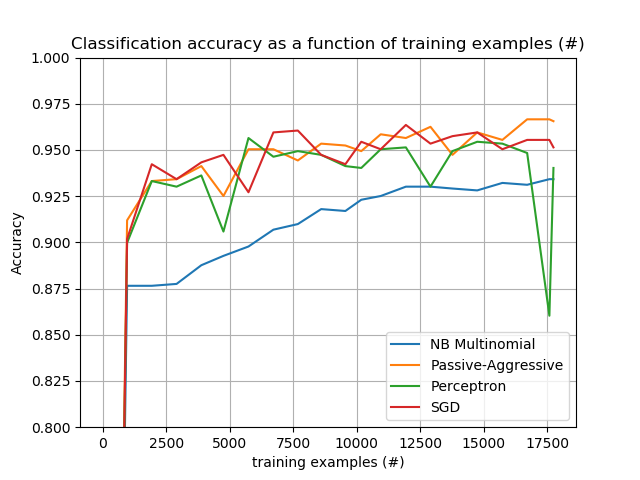 Classification accuracy as a function of training examples (#)
1.000
0.975
0.950
0.925
0.900
0.875
0.850
0.825
0.800
Accuracy
NB Multinomial
Passive-Aggressive
Perceptron
SGD
0 2500 5000 7500 10000 12500 15000 17500
training examples (#)